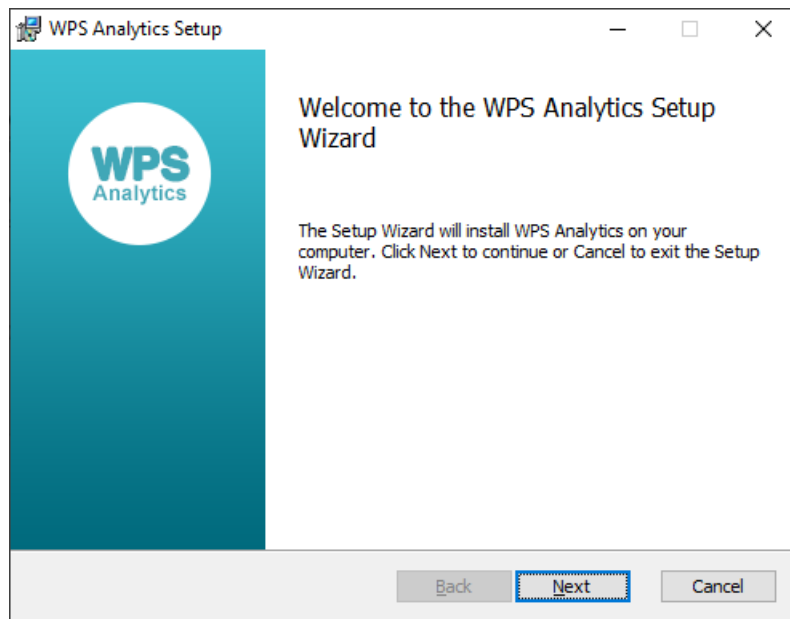 WPS Analytics Setup
WPS
Analytics
Welcome to the WPS Analytics Setup
Wizard
The Setup Wizard will install WPS Analytics on your
computer. Click Next to continue or Cancel to exit the Setup
Wizard.
Back
Next
Cancel